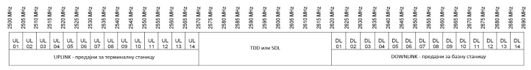 2500 MHz
2505 MHz
2510 MHz
2515 MHz
2520 MHz
2525 MHz
2530 MHz
2535 MHz
2540 MHz
2545 MHz
2550 MHz
2555 MHz
2560 MHz
2565 MHz
2570 MHz
2575 MHz
2580 MHz
2585 MHz
2590 MHz
2595 MHz
2600 MHz
2605 MHz
2610 MHz
2615 MHz
2620 MHz
2625 MHz
2630 MHz
2635 MHz
2640 MHz
2645 MHz
2650 MHz
2655 MHz
2660 MHz
2665 MHz
2670 MHz
2675 MHz
2680 MHz
2685 MHz
2690 MHz
UL UL UL UL UL UL UL UL UL UL UL UL UL UL
01 02 03 04 05 06 07 08 09 10 11 12 13 14
TDD или SDL
DL DL DL DL DL DL DL DL DL DL DL DL DL DL
01 02 03 04 05 06 07 08 09 10 11 12 13 14
UPLINK - предајни за терминалну станицу
DOWNLINK - предајни за базну станицу